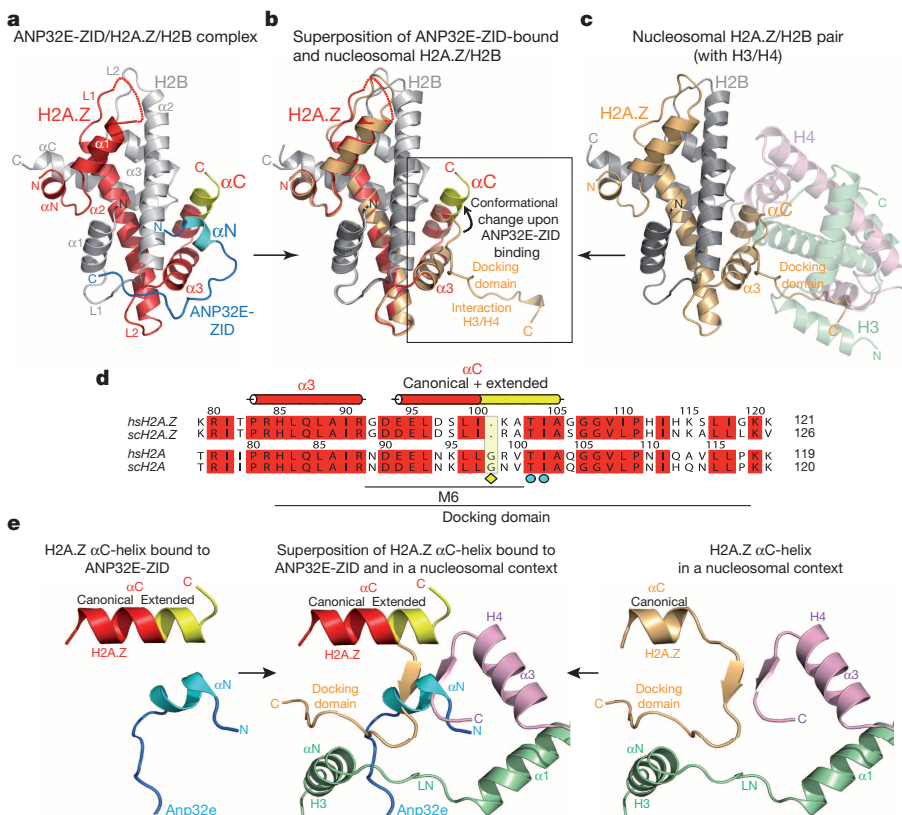 a
ANP32E-ZID/H2A.Z/H2B complex
L2
H2B
L1
α2
H2A.Z
α1
C
αC
C
αC
α3
N
αN
α2
N
N
αN
α1
C
α3
L1
ANP32E-
ZID
L2
b
Superposition of ANP32E-ZID-bound
and nucleosomal H2A.Z/H2B
C
αC
N
Conformational
change upon
ANP32E-ZID
binding
Docking
domain
α3
Interaction
H3/H4
C
c
Nucleosomal H2A.Z/H2B pair
(with H3/H4)
H2B
H2A.Z
H4
C
C
N
N
αC
Docking
domain
α3
C
H3
N
d
αC
α3
Canonical + extended
80 85 90 95 100 105 110 115 120
hsH2A.Z K R I T P R H L Q L A I R G D D E E L D S L I . K A T I A G G G V I P H I H K S L I G K K 121
scH2A.Z K R I T P R H L Q L A I R G D D E E L D S L I . R A T I A S G G V L P H I N K A L L L K V 126
80 85 90 95 100 105 110 115
hsH2A T R I I P R H L Q L A I R N D E E L N K L L G R V T I A Q G G V L P N I Q A V L L P K K 119
scH2A T R I I P R H L Q L A I R N D D E L N K L L G N V T I A Q G G V L P N I H Q N L L P K K 120
M6
Docking domain
e
H2A.Z αC-helix bound to
ANP32E-ZID
αC
C
Canonical Extended
H2A.Z
αN
N
Anp32e
Superposition of H2A.Z αC-helix bound to
ANP32E-ZID and in a nucleosomal context
αC
C
Canonical Extended
H4
H2A.Z
αN
α3
Docking
domain
C
C
N
αN
LN
α1
H3
Anp32e
H2A.Z αC-helix
in a nucleosomal context
αC
Canonical
H4
H2A.Z
α3
Docking
domain
C
C
αN
LN
α1
H3